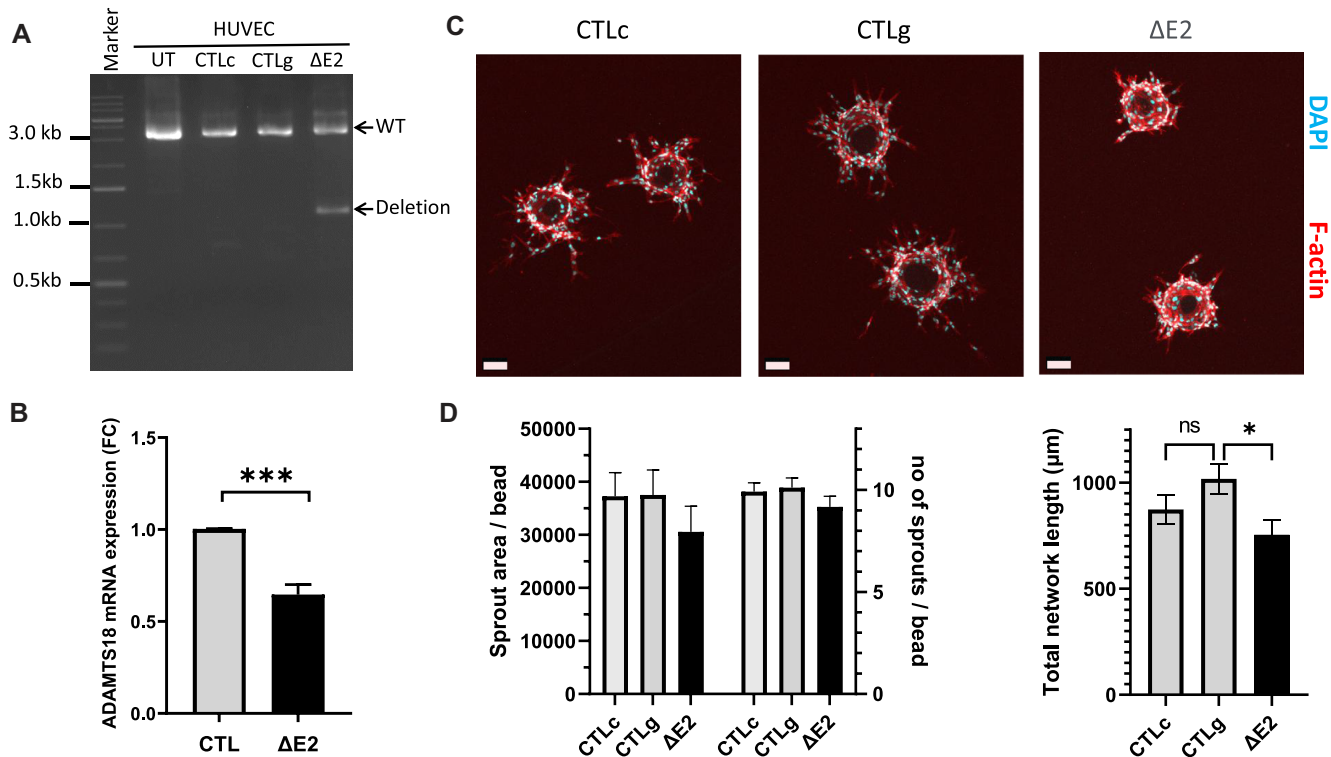 A
Marker
HUVEC
UT CTLc CTLg ΔE2
3.0 kb
1.5kb
1.0kb
0.5kb
WT
Deletion
C
CTLc CTLg ΔE2
DAPI
F-actin
B
ADAMTS18 mRNA expression (FC)
1.5
1.0
0.5
0.0
***
CTL ΔE2
D
Sprout area / bead
50000
40000
30000
20000
10000
0
10
5
0
no of sprouts / bead
CTLc CTLg ΔE2 CTLc CTLg ΔE2
Total network length (µm)
1000
500
0
ns *
CTLc CTLg ΔE2